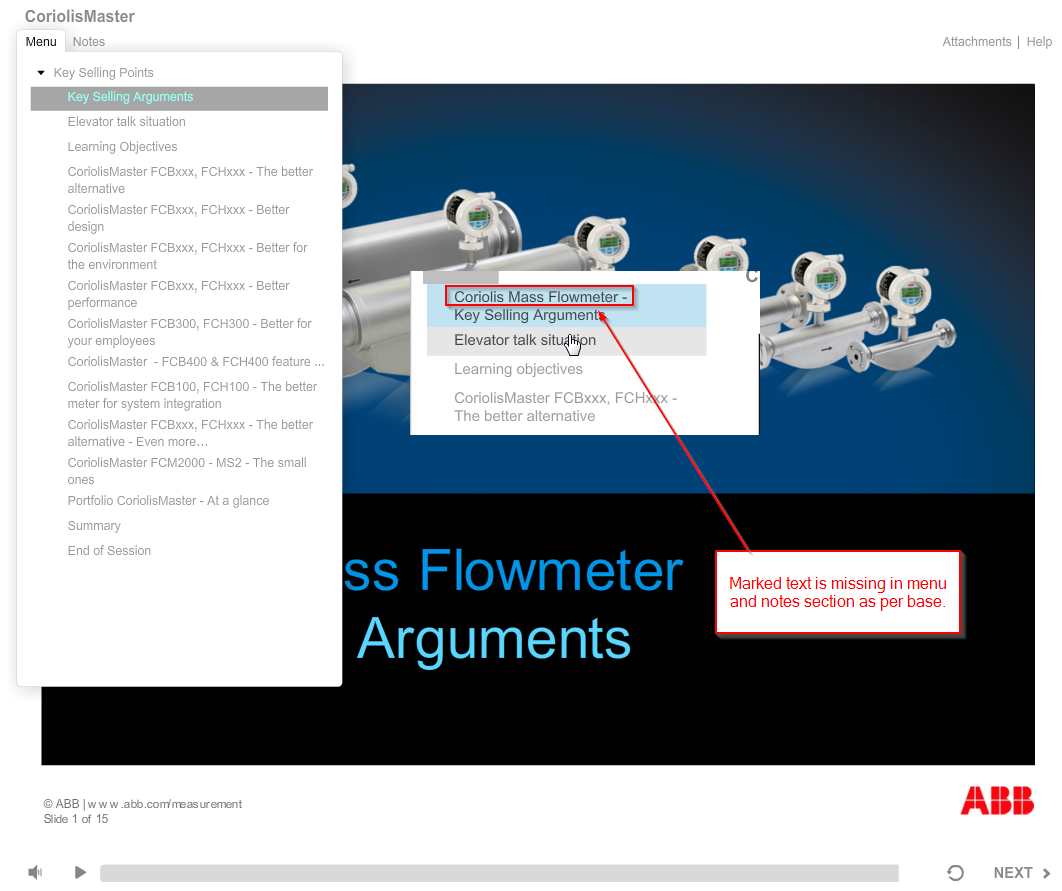 CoriolisMaster
Menu
Notes
Attachments | Help
Key Selling Points
Key Selling Arguments
Elevator talk situation
Learning Objectives
CoriolisMaster FCBxxx, FCHxxx - The better
alternative
CoriolisMaster FCBxxx, FCHxxx - Better
design
CoriolisMaster FCBxxx, FCHxxx - Better for
the environment
CoriolisMaster FCBxxx, FCHxxx - Better
performance
CoriolisMaster FCB300, FCH300 - Better for
your employees
CoriolisMaster  - FCB400 & FCH400 feature ...
CoriolisMaster FCB100, FCH100 - The better
meter for system integration
CoriolisMaster FCBxxx, FCHxxx - The better
alternative - Even more…
CoriolisMaster FCM2000 - MS2 - The small
ones
Portfolio CoriolisMaster - At a glance
Summary
End of Session
C
Coriolis Mass Flowmeter -
Key Selling Arguments
Elevator talk situation
Learning objectives
CoriolisMaster FCBxxx, FCHxxx -
The better alternative
Marked text is missing in menu
and notes section as per base.
ss Flowmeter
Arguments
© ABB | www.abb.com/measurement
Slide 1 of 15
ABB
NEXT